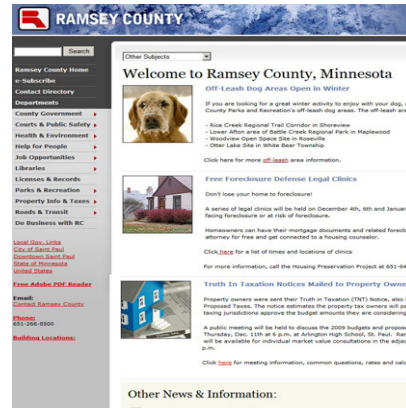 RAMSEY COUNTY
Search
Ramsey County Home
e-Subscribe
Contact Directory
Departments
County Government
Courts & Public Safety
Health & Environment
Help for People
Job Opportunities
Libraries
Licenses & Records
Parks & Recreation
Property Info & Taxes
Roads & Transit
Do Business with RC
Local Gov. Links
City of Saint Paul
Downtown Saint Paul
State of Minnesota
United States
Free Adobe PDF Reader
Email:
Contact Ramsey County
Phone:
651-266-8500
Building Locations:
Other Subjects
Welcome to Ramsey County, Minnesota
Off-Leash Dog Areas Open in Winter
If you are looking for a great winter activity to enjoy with your dog,
County Parks and Recreation's off-leash dog areas. The off-leash are
- Rice Creek Regional Trail Corridor in Shoreview
- Lower Afton area of Battle Creek Regional Park in Maplewood
- Woodview Open Space Site in Roseville
- Otter Lake Site in White Bear Township
Click here for more off-leash area information.
Free Foreclosure Defense Legal Clinics
Don't lose your home to foreclosure!
A series of legal clinics will be held on December 4th, 6th and Januar
facing foreclosure or at risk of foreclosure.
Homeowners can have their mortgage documents and related forecl
attorney for free and get connected to a housing counselor.
Click here for a list of times and locations of clinics
For more information, call the Housing Preservation Project at 651-64
Truth In Taxation Notices Mailed to Property Owne
Property owners were sent their Truth in Taxation (TNT) Notice, also
Proposed Taxes. The notice estimates the property tax owners will pa
taxing jurisdictions approve the budget amounts they are considering
A public meeting will be held to discuss the 2009 budgets and propos
Thursday, Dec. 11th at 6 p.m. at Arlington High School, St. Paul. Ram
will be available for individual market value consultations in the adjac
p.m.
Click here for meeting information, common questions, rates and calc
Other News & Information: